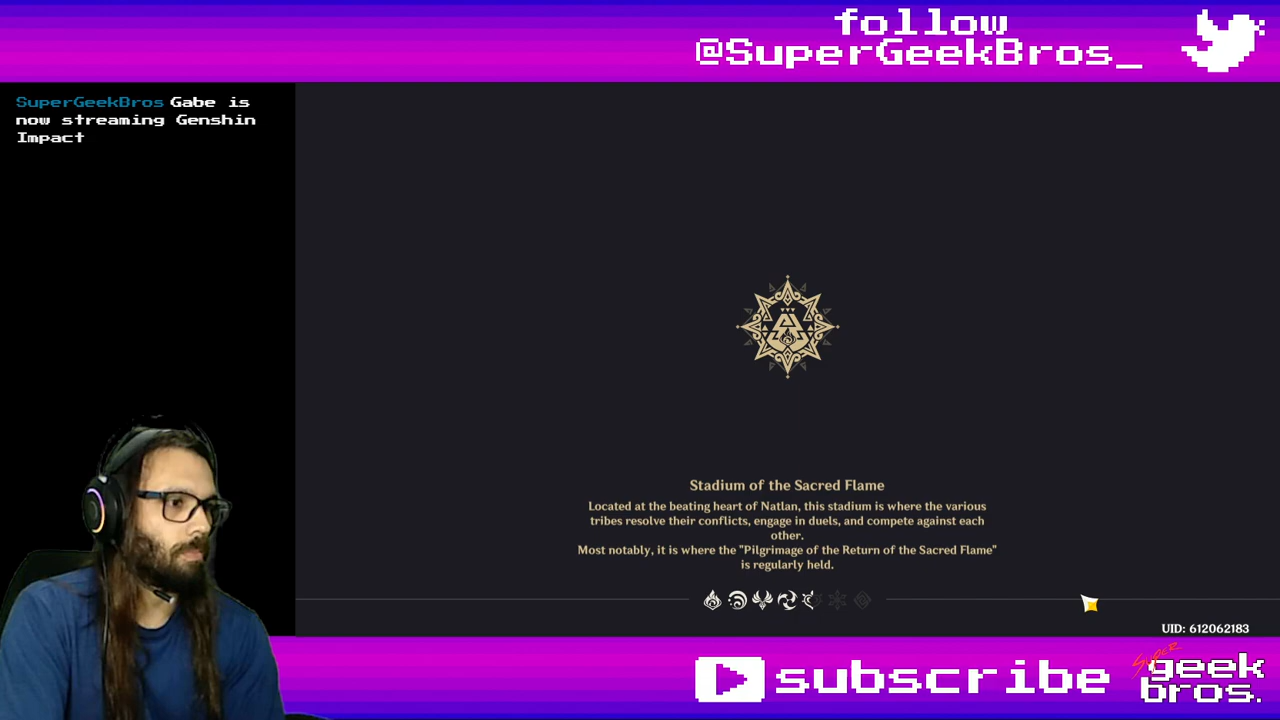 follow
@SuperGeekBros_
SuperGeekBros Gabe is
now streaming Genshin
Impact
Stadium of the Sacred Flame
Located at the beating heart of Natlan, this stadium is where the various
tribes resolve their conflicts, engage in duels, and compete against each
other.
Most notably, it is where the "Pilgrimage of the Return of the Sacred Flame"
is regularly held.
UID: 612062183
subscribe
SUPER
geek
bros.